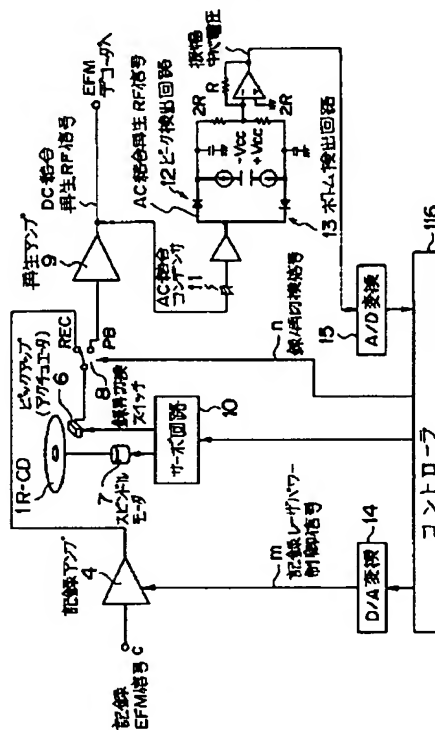 記録
EFM信号 C
記録アンプ
4
1R-CD
ピックアップ
(アクチュエータ)
6
7
スピンドル
モータ
REC
PB
8
録再切換
スイッチ
再生アンプ
9
DC結合
再生RF信号
EFM
デコーダへ
AC結合
コンデンサ
11
AC結合再生RF信号
12 ピーク検出回路
-Vcc
+Vcc
2R
R
2R
振幅
中心電圧
13 ボトム検出回路
サーボ回路
10
m
記録レーザパワー
制御信号
n
録/再切換信号
D/A変換
14
A/D変換
15
コントローラ
116